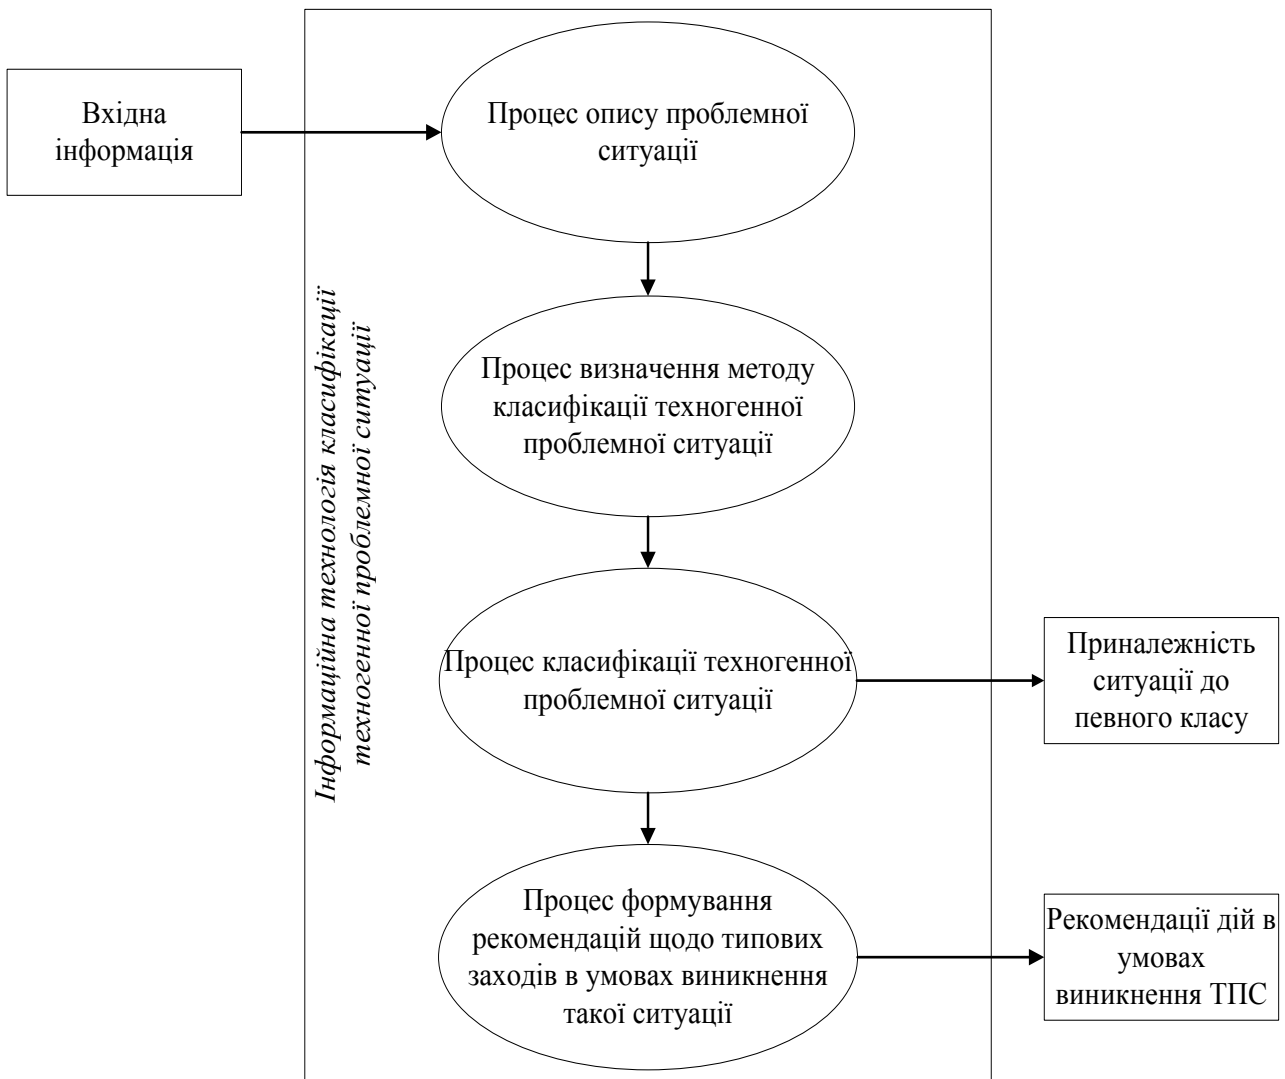 Вхідна
інформація
Процес опису проблемної
ситуації
Інформаційна технологія класифікації
техногенної проблемної ситуації
Процес визначення методу
класифікації техногенної
проблемної ситуації
Процес класифікації техногенної
проблемної ситуації
Приналежність
ситуації до
певного класу
Процес формування
рекомендацій щодо типових
заходів в умовах виникнення
такої ситуації
Рекомендації дій в
умовах
виникнення ТПС